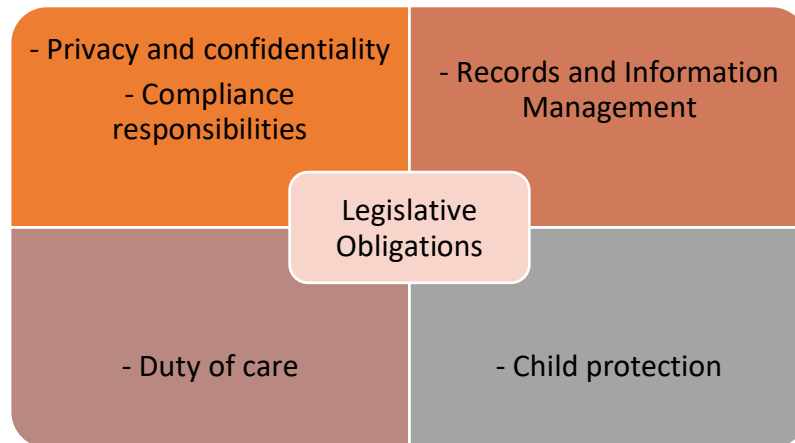 - Privacy and confidentiality
- Compliance
responsibilities
- Records and Information
Management
Legislative
Obligations
- Duty of care
- Child protection